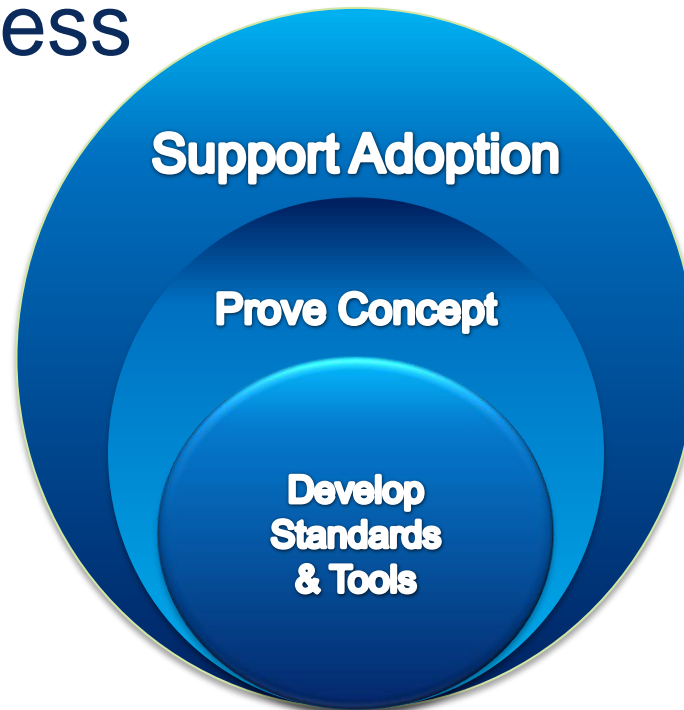 ess
Support Adoption
Prove Concept
Develop
Standards
& Tools